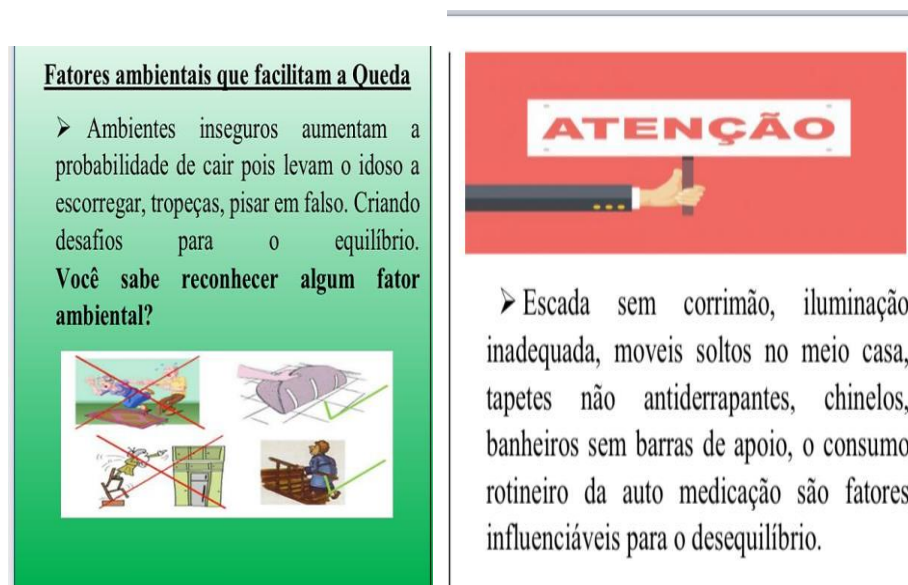 Fatores ambientais que facilitam a Queda
➢ Ambientes inseguros aumentam a
probabilidade de cair pois levam o idoso a
escorregar, tropeças, pisar em falso. Criando
desafios para o equilíbrio.
Você sabe reconhecer algum fator
ambiental?
ATENÇÃO
➢ Escada sem corrimão, iluminação
inadequada, moveis soltos no meio casa,
tapetes não antiderrapantes, chinelos,
banheiros sem barras de apoio, o consumo
rotineiro da auto medicação são fatores
influenciáveis para o desequilíbrio.